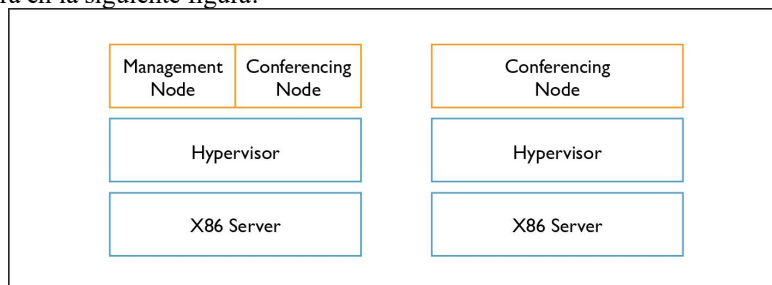 ra en la siguiente figura:
Management Node
Conferencing Node
Conferencing Node
Hypervisor
Hypervisor
X86 Server
X86 Server